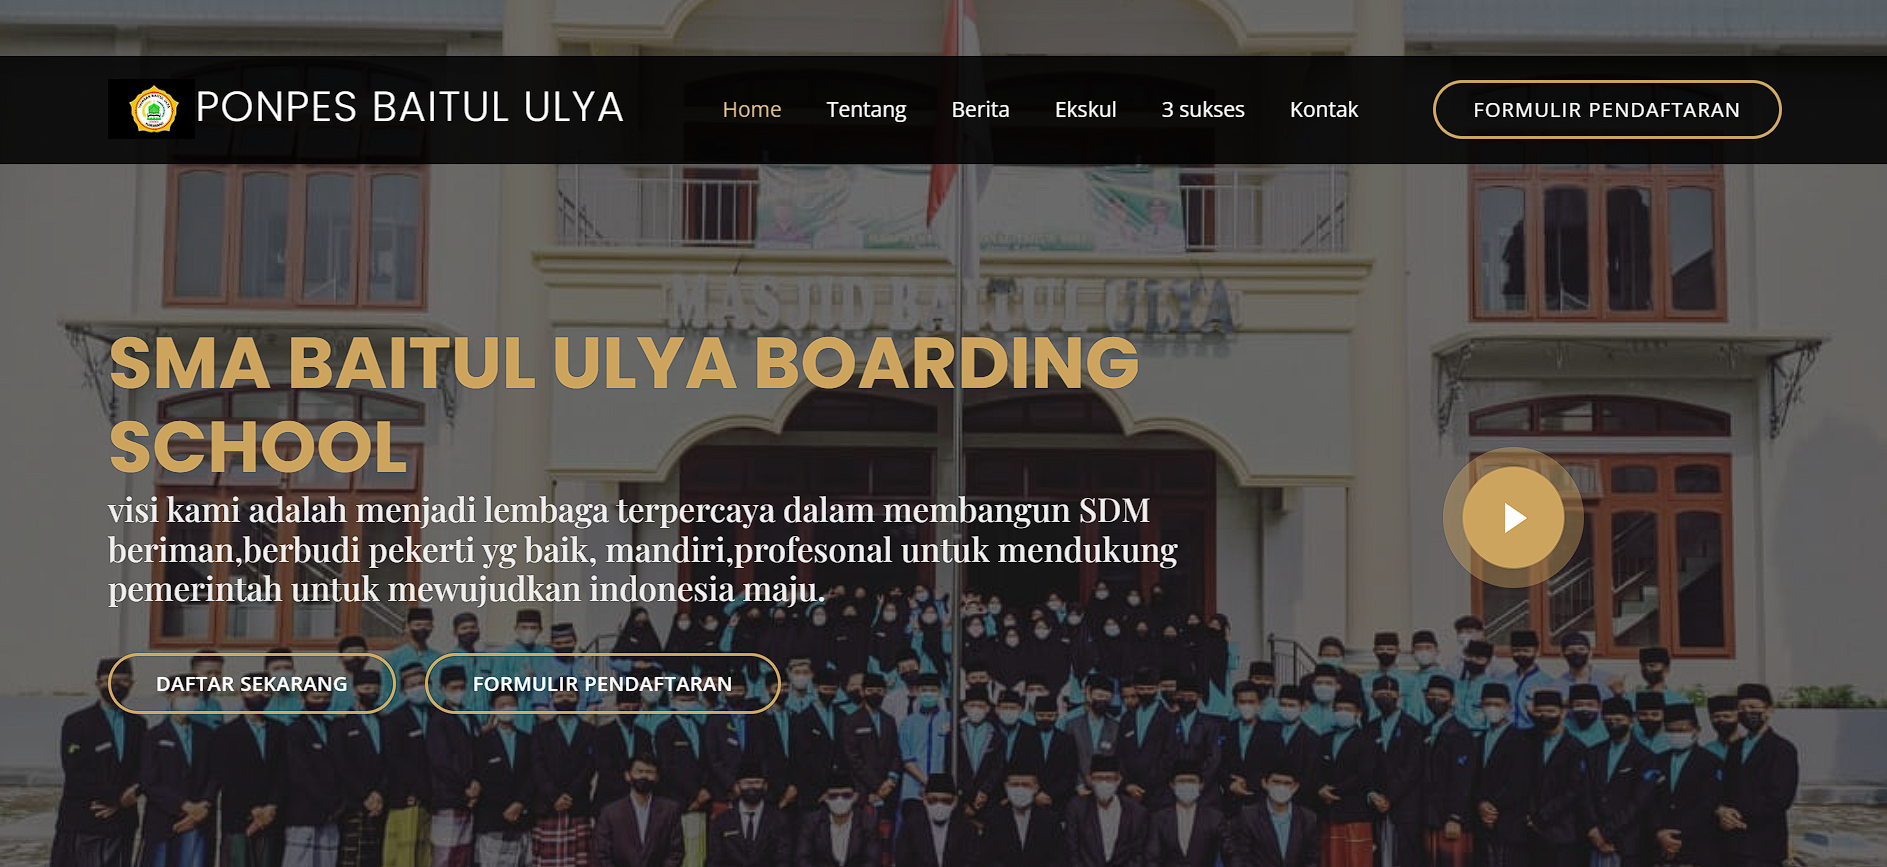 PONPES BAITUL ULYA
Home
Tentang
Berita
Ekskul
3 sukses
Kontak
FORMULIR PENDAFTARAN
MASJID BAITUL ULYA
SMA BAITUL ULYA BOARDING
SCHOOL
visi kami adalah menjadi lembaga terpercaya dalam membangun SDM
beriman,berbudi pekerti yg baik, mandiri,profesonal untuk mendukung
pemerintah untuk mewujudkan indonesia maju.
DAFTAR SEKARANG
FORMULIR PENDAFTARAN